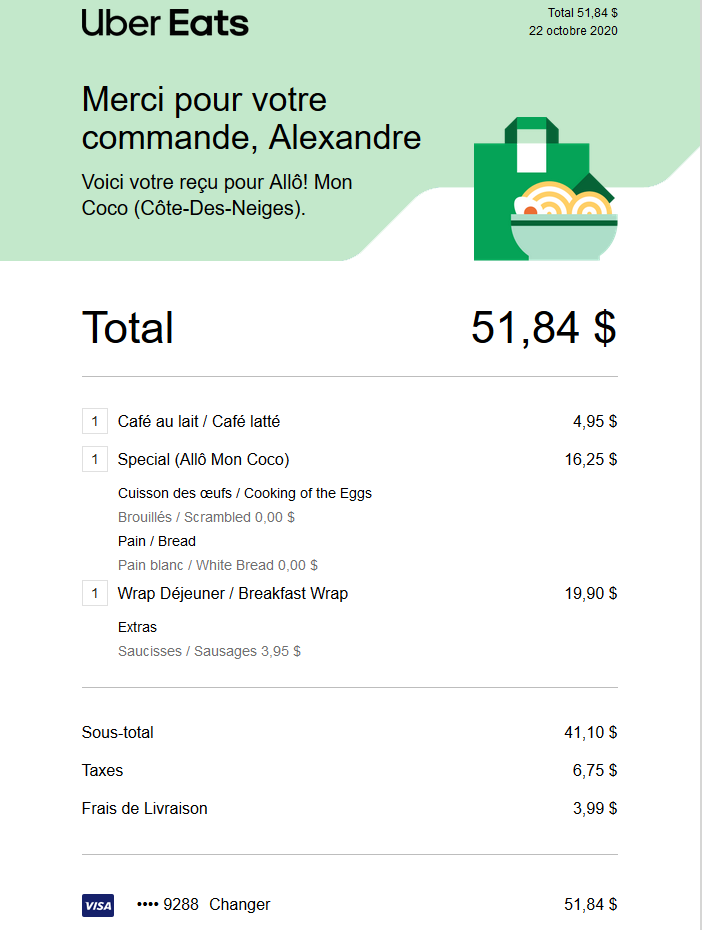 Uber Eats
Total 51,84 $
22 octobre 2020
Merci pour votre
commande, Alexandre
Voici votre reçu pour Allô! Mon
Coco (Côte-Des-Neiges).
Total 51,84 $
1 Café au lait / Café latté 4,95 $
1 Special (Allô Mon Coco) 16,25 $
Cuisson des œufs / Cooking of the Eggs
Brouillés / Scrambled 0,00 $
Pain / Bread
Pain blanc / White Bread 0,00 $
1 Wrap Déjeuner / Breakfast Wrap 19,90 $
Extras
Saucisses / Sausages 3,95 $
Sous-total 41,10 $
Taxes 6,75 $
Frais de Livraison 3,99 $
VISA •••• 9288 Changer 51,84 $